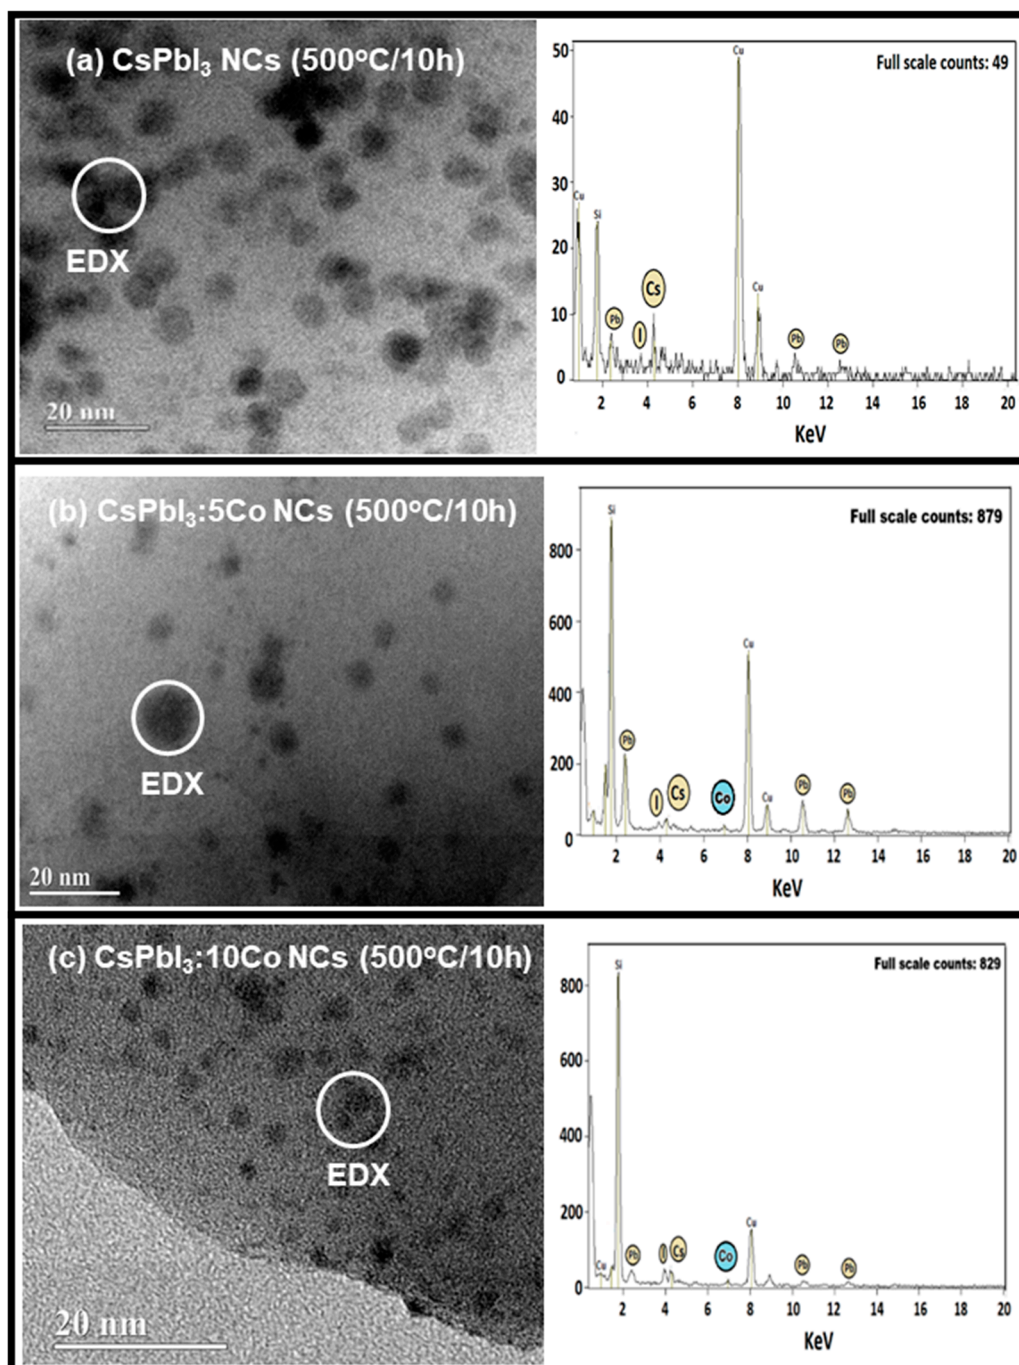 (a) CsPbI₃ NCs (500°C/10h)
EDX
20 nm
Full scale counts: 49
50
40
30
20
10
0
Cu
Si
Pb
I
Cs
Cu
Cu
Pb
Pb
2 4 6 8 10 12 14 16 18 20
KeV
(b) CsPbI₃:5Co NCs (500°C/10h)
EDX
20 nm
Full scale counts: 879
800
600
400
200
0
Si
Pb
I
Cs
Co
Cu
Cu
Pb
Pb
2 4 6 8 10 12 14 16 18 20
KeV
(c) CsPbI₃:10Co NCs (500°C/10h)
EDX
20 nm
Full scale counts: 829
800
600
400
200
0
Cu
Si
Pb
I
Cs
Co
Cu
Pb
Pb
2 4 6 8 10 12 14 16 18 20
KeV